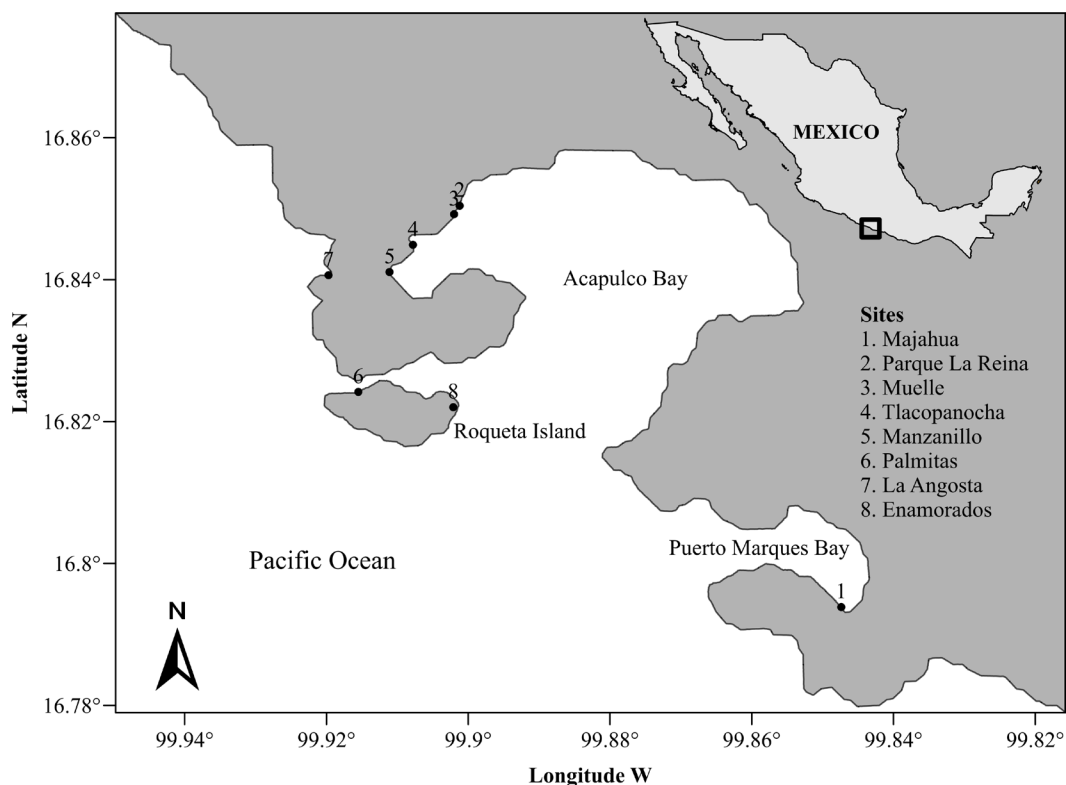 MEXICO
16.86°
2
3
4
7
5
16.84°
Acapulco Bay
Sites
1. Majahua
2. Parque La Reina
3. Muelle
4. Tlacopanocha
5. Manzanillo
6. Palmitas
7. La Angosta
8. Enamorados
6
8
16.82°
Roqueta Island
Latitude N
Puerto Marques Bay
16.8°
Pacific Ocean
1
N
16.78°
99.94° 99.92° 99.9° 99.88° 99.86° 99.84° 99.82°
Longitude W